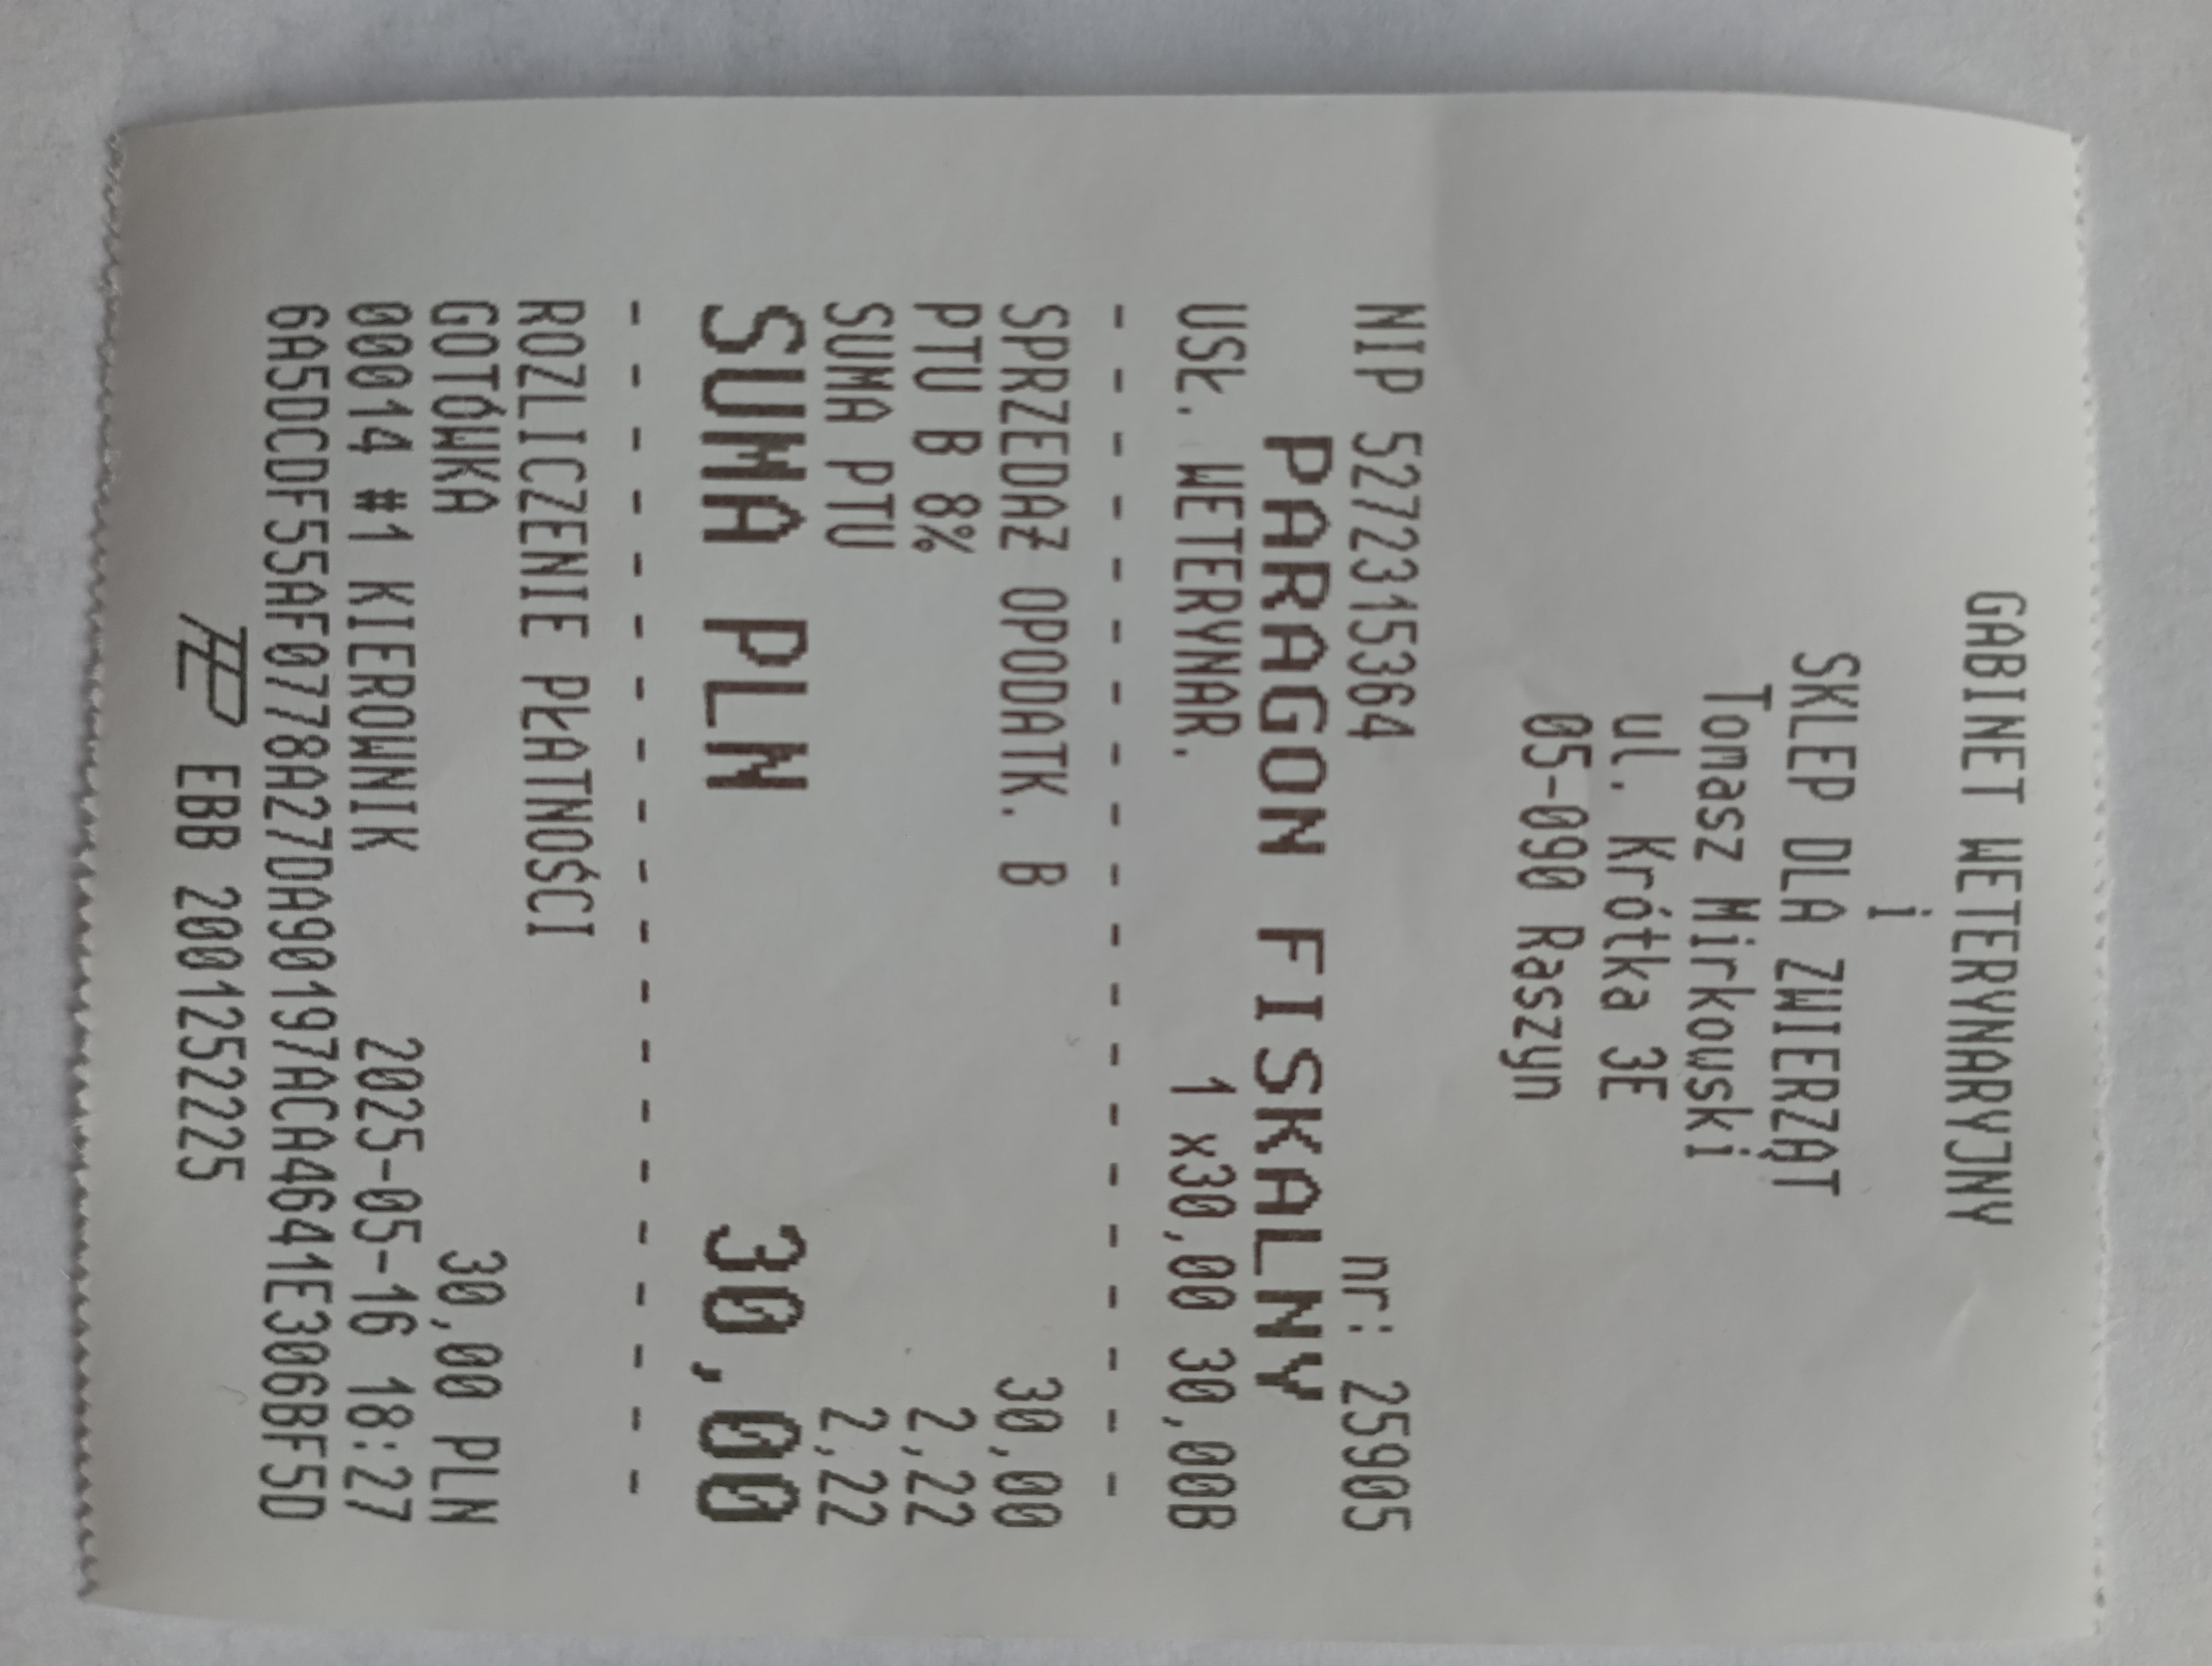 GABINET WETERYNARYJNY
i
SKLEP DLA ZWIERZĄT
Tomasz Mirkowski
ul. Krótka 3E
05-090 Raszyn
NIP 5272315364 nr: 25905
PARAGON FISKALNY
USŁ. WETERYNAR. 1 x30,00 30,00B
- - - - - - - - - - - - - - - - - - - -
SPRZEDAŻ OPODATK. B 30,00
PTU B 8% 2,22
SUMA PTU 2,22
SUMA PLN 30,00
- - - - - - - - - - - - - - - - - - - -
ROZLICZENIE PŁATNOŚCI
GOTÓWKA 30,00 PLN
00014 #1 KIEROWNIK 2025-05-16 18:27
6A5DCDF55AF0778A27DA90197ACA4641E306BF5D
EBB 2001252225